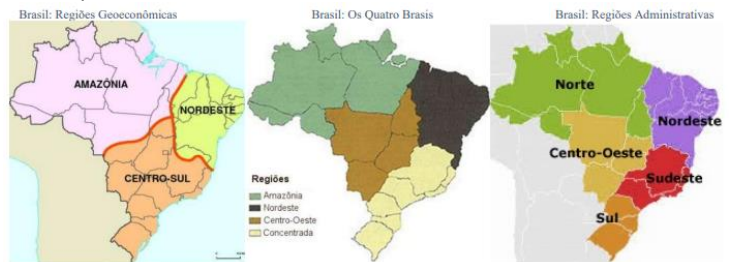 Brasil: Regiões Geoeconômicas
AMAZÔNIA
NORDESTE
CENTRO-SUL
Brasil: Os Quatro Brasis
Regiões
Amazônia
Nordeste
Centro-Oeste
Concentrada
Brasil: Regiões Administrativas
Norte
Nordeste
Centro-Oeste
Sudeste
Sul